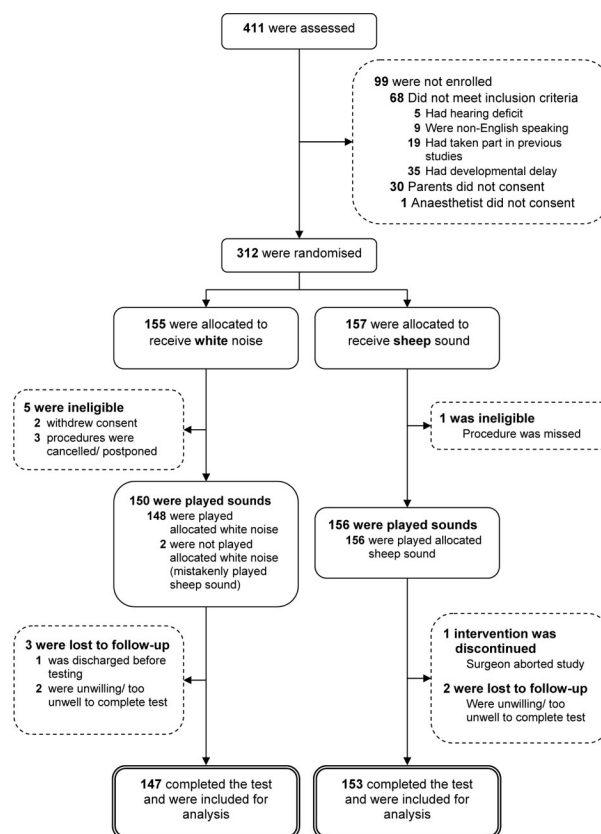 411 were assessed
99 were not enrolled
68 Did not meet inclusion criteria
5 Had hearing deficit
9 Were non-English speaking
19 Had taken part in previous
studies
35 Had developmental delay
30 Parents did not consent
1 Anaesthetist did not consent
312 were randomised
155 were allocated to
receive white noise
157 were allocated to
receive sheep sound
5 were ineligible
2 withdrew consent
3 procedures were
cancelled/ postponed
1 was ineligible
Procedure was missed
150 were played sounds
148 were played
allocated white noise
2 were not played
allocated white noise
(mistakenly played
sheep sound)
156 were played sounds
156 were played allocated
sheep sound
3 were lost to follow-up
1 was discharged before
testing
2 were unwilling/ too
unwell to complete test
1 intervention was
discontinued
Surgeon aborted study
2 were lost to follow-up
Were unwilling/ too
unwell to complete test
147 completed the test
and were included for
analysis
153 completed the test
and were included for
analysis